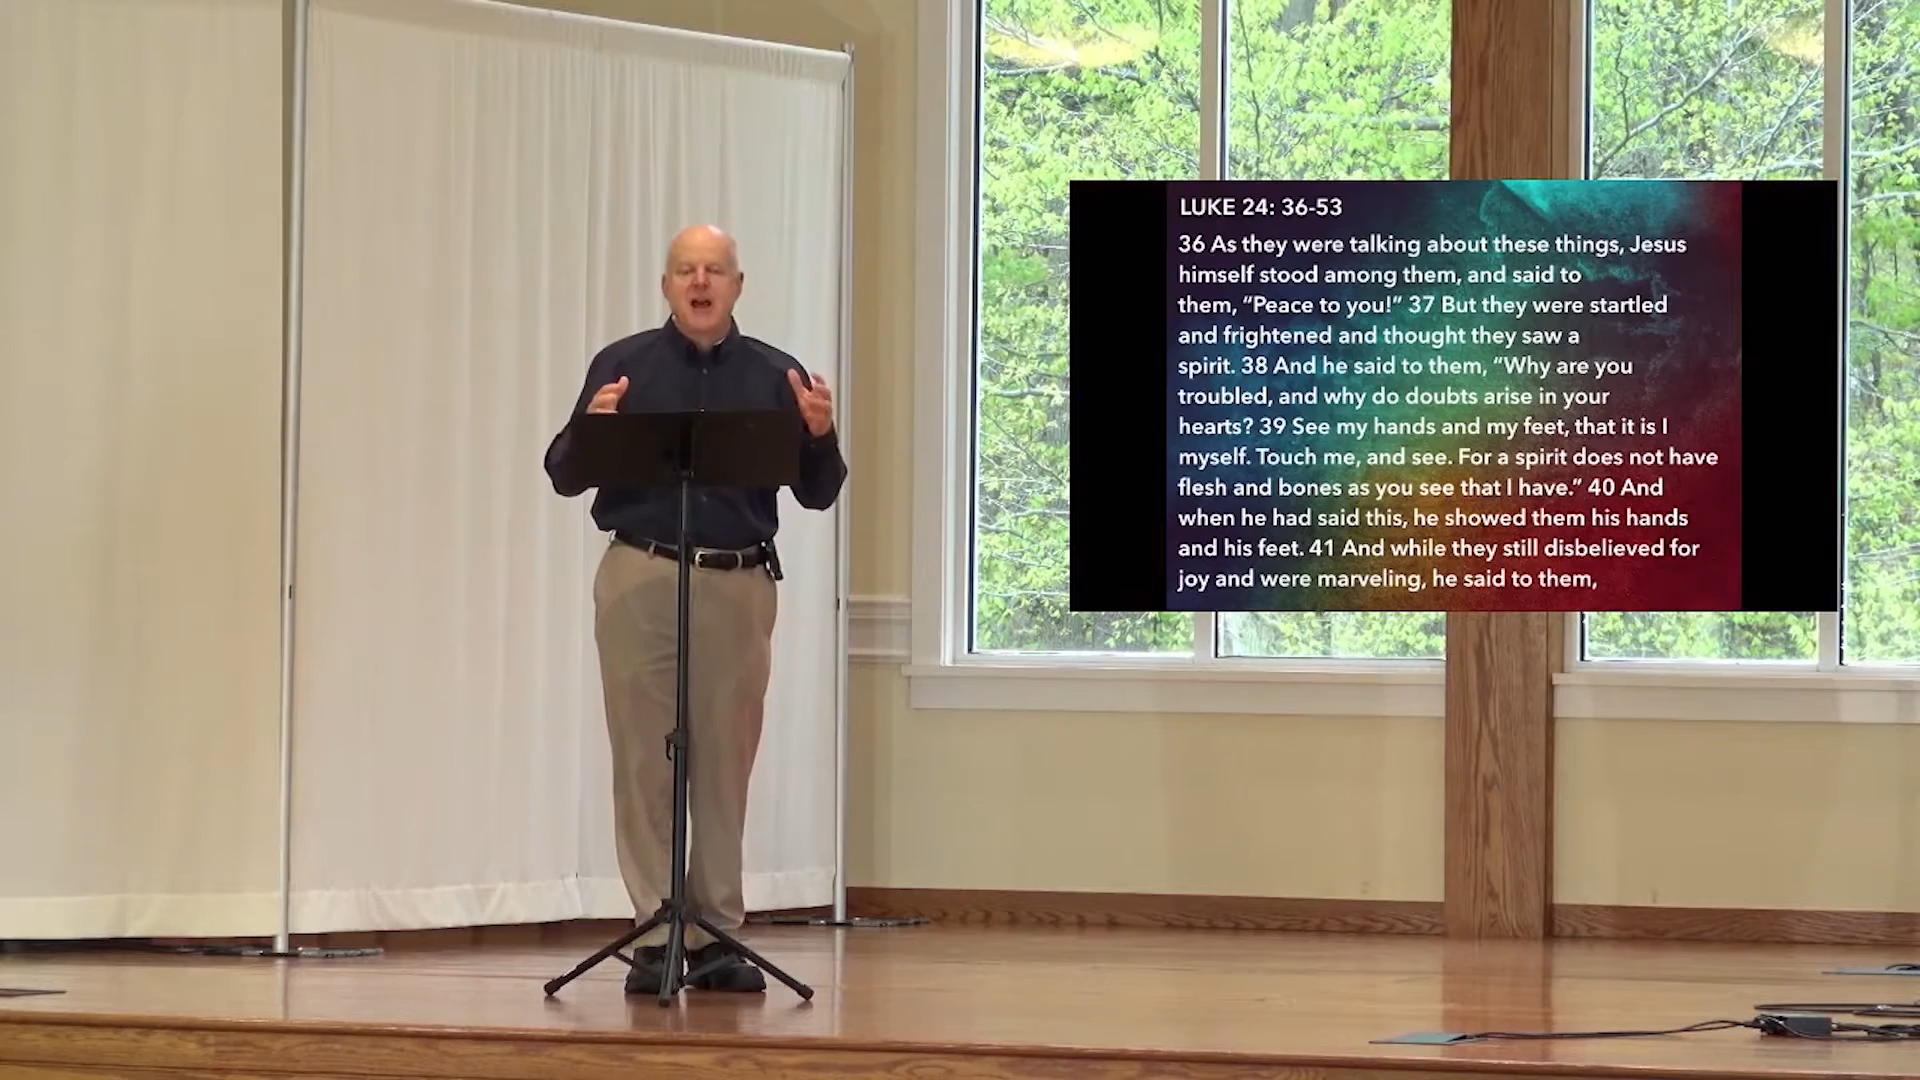 LUKE 24: 36-53
36 As they were talking about these things, Jesus
himself stood among them, and said to
them, “Peace to you!” 37 But they were startled
and frightened and thought they saw a
spirit. 38 And he said to them, “Why are you
troubled, and why do doubts arise in your
hearts? 39 See my hands and my feet, that it is I
myself. Touch me, and see. For a spirit does not have
flesh and bones as you see that I have.” 40 And
when he had said this, he showed them his hands
and his feet. 41 And while they still disbelieved for
joy and were marveling, he said to them,